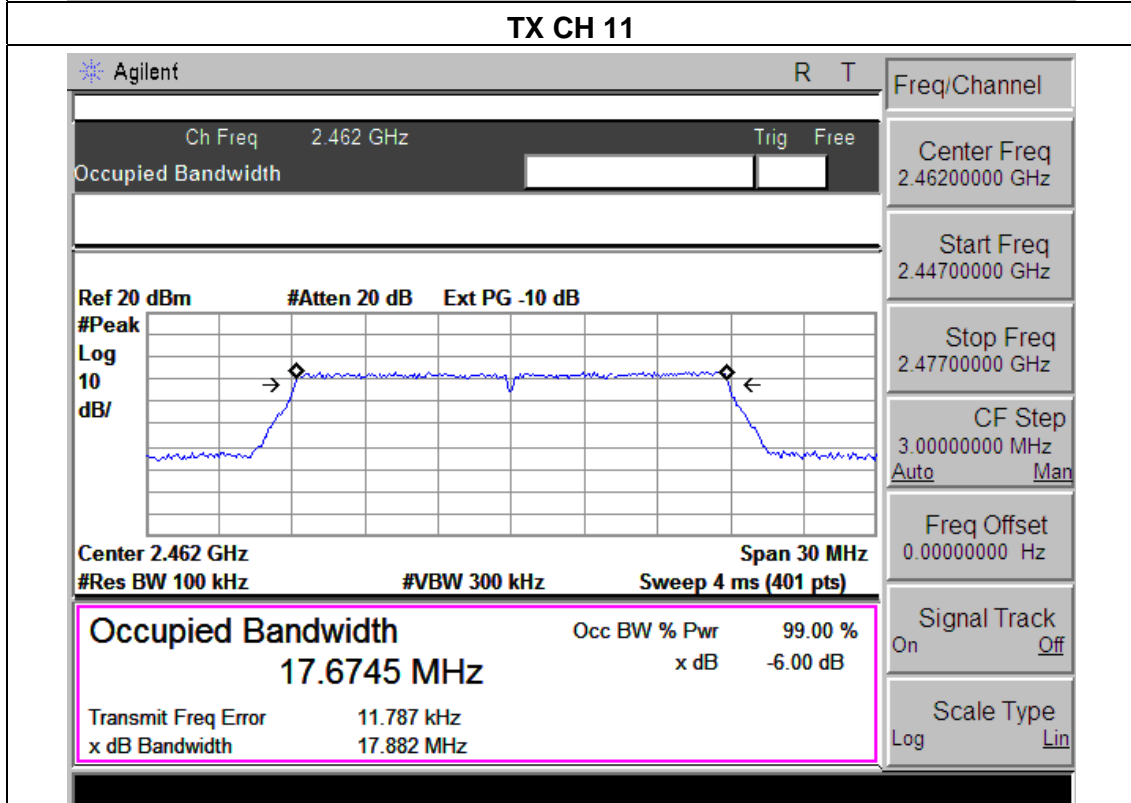 TX CH 11
Agilent R T
Ch Freq 2.462 GHz Trig Free
Occupied Bandwidth
Ref 20 dBm #Atten 20 dB Ext PG -10 dB
#Peak
Log
10
dB/
Center 2.462 GHz Span 30 MHz
#Res BW 100 kHz #VBW 300 kHz Sweep 4 ms (401 pts)
Occupied Bandwidth Occ BW % Pwr 99.00 %
17.6745 MHz x dB -6.00 dB
Transmit Freq Error 11.787 kHz
x dB Bandwidth 17.882 MHz
Freq/Channel
Center Freq
2.46200000 GHz
Start Freq
2.44700000 GHz
Stop Freq
2.47700000 GHz
CF Step
3.00000000 MHz
Auto Man
Freq Offset
0.00000000 Hz
Signal Track
On Off
Scale Type
Log Lin